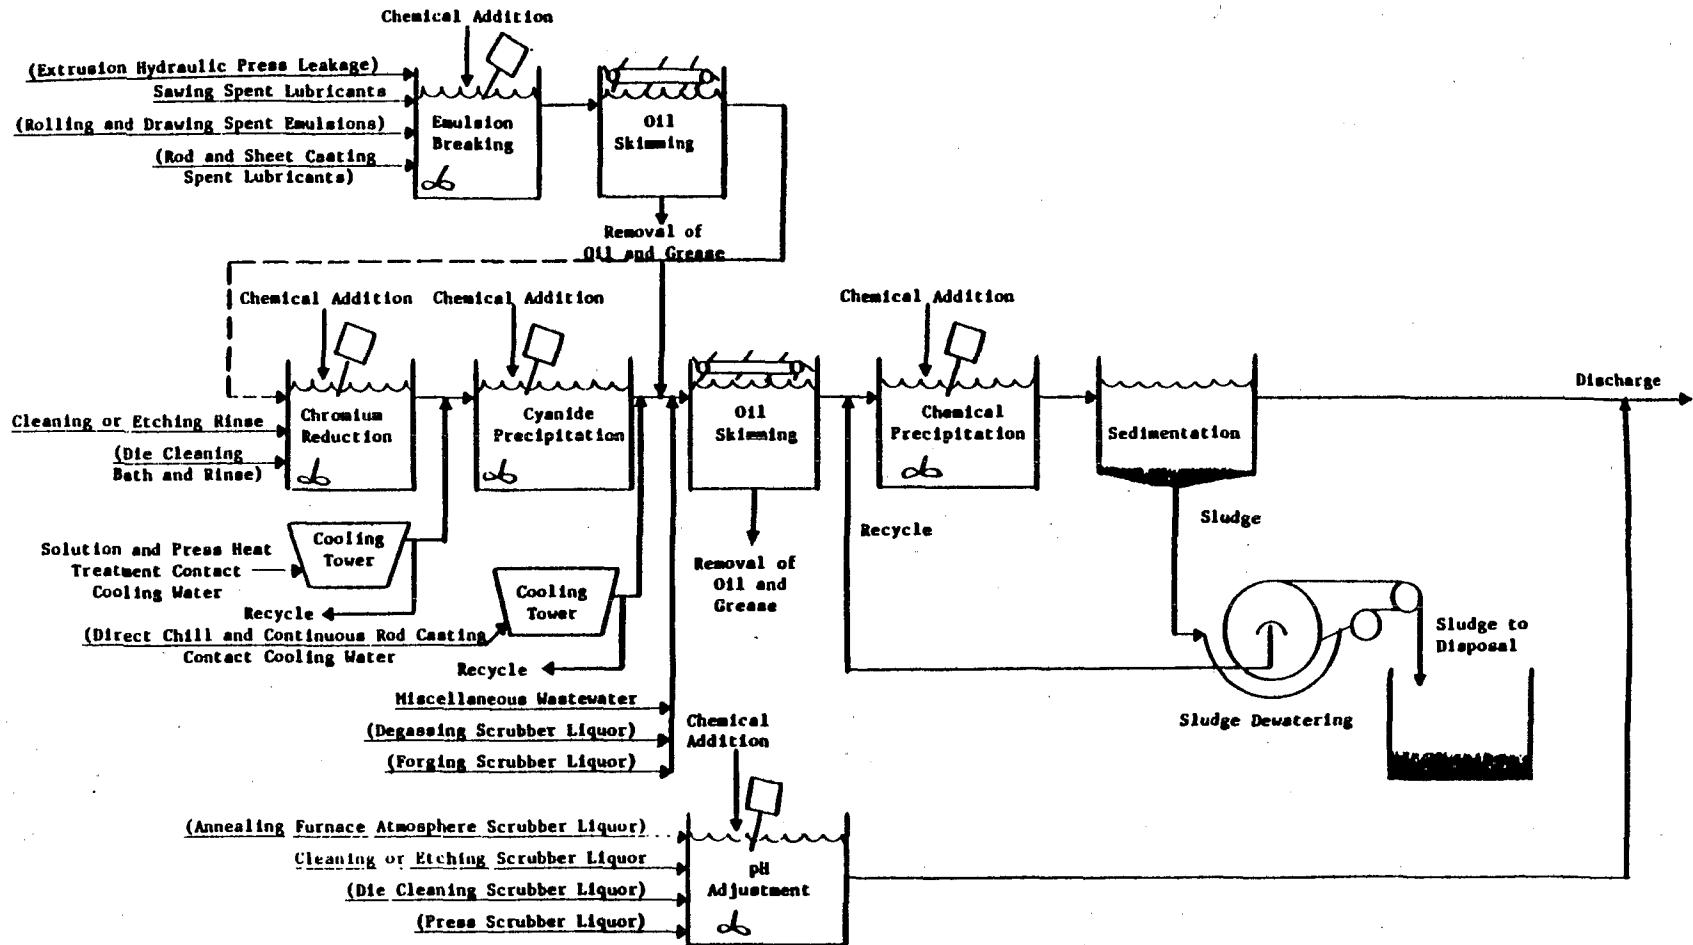 Chemical Addition
(Extrusion Hydraulic Press Leakage)
Sawing Spent Lubricants
(Rolling and Drawing Spent Emulsions)
(Rod and Sheet Casting
Spent Lubricants)
Emulsion
Breaking
Oil
Skimming
Removal of
Oil and Grease
Chemical Addition
Chemical Addition
Chemical Addition
Cleaning or Etching Rinse
(Die Cleaning
Bath and Rinse)
Chromium
Reduction
Cyanide
Precipitation
Oil
Skimming
Chemical
Precipitation
Sedimentation
Discharge
Solution and Press Heat
Treatment Contact
Cooling Water
Cooling
Tower
Recycle
(Direct Chill and Continuous Rod Casting
Contact Cooling Water
Cooling
Tower
Recycle
Removal of
Oil and
Grease
Recycle
Sludge
Sludge to
Disposal
Sludge Dewatering
Miscellaneous Wastewater
(Degassing Scrubber Liquor)
(Forging Scrubber Liquor)
Chemical
Addition
(Annealing Furnace Atmosphere Scrubber Liquor)
Cleaning or Etching Scrubber Liquor
(Die Cleaning Scrubber Liquor)
(Press Scrubber Liquor)
pH
Adjustment